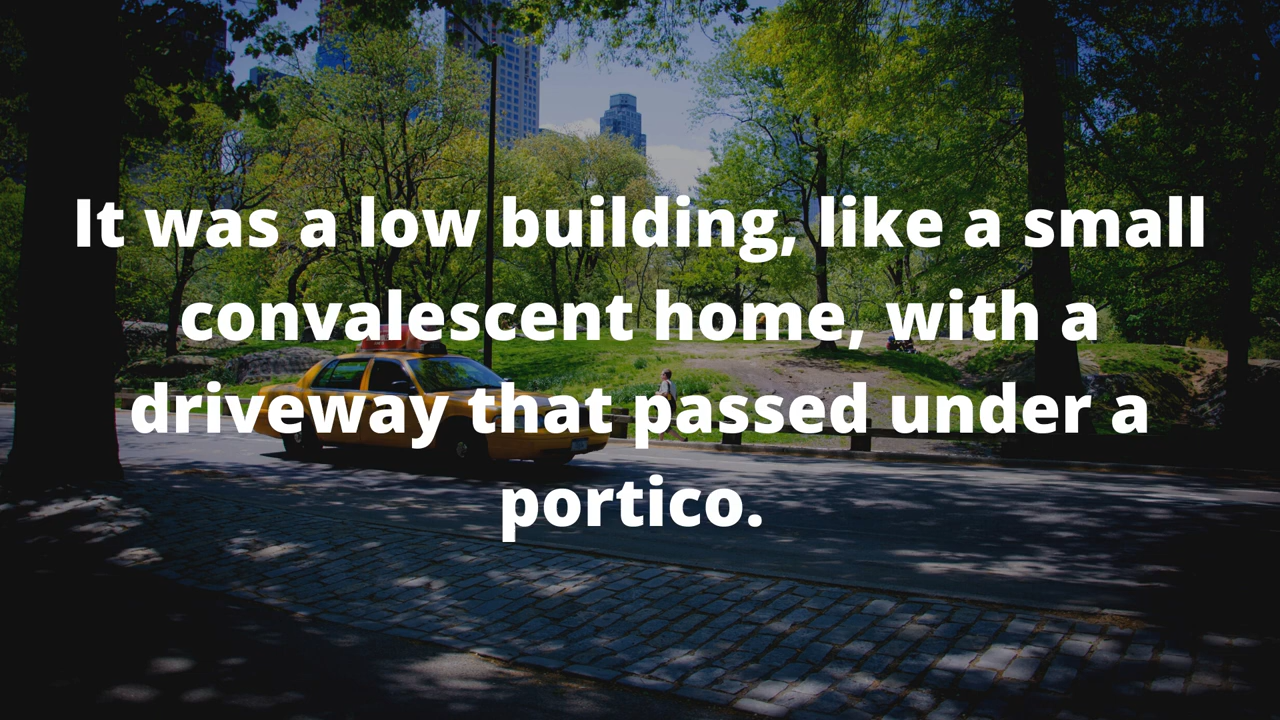 It was a low building, like a small
convalescent home, with a
driveway that passed under a
portico.